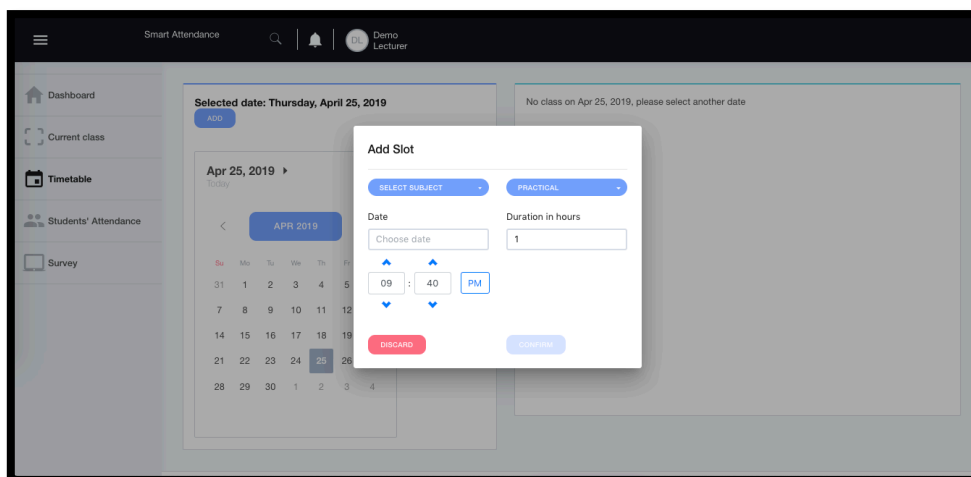 Smart Attendance
DL
Demo
Lecturer
Dashboard
Current class
Timetable
Students' Attendance
Survey
Selected date: Thursday, April 25, 2019
ADD
Apr 25, 2019
Today
APR 2019
Su Mo Tu We Th Fr
31 1 2 3 4 5
7 8 9 10 11 12
14 15 16 17 18 19
21 22 23 24 25 26
28 29 30 1 2 3 4
No class on Apr 25, 2019, please select another date
Add Slot
SELECT SUBJECT
PRACTICAL
Date
Duration in hours
Choose date
1
09 : 40 PM
DISCARD
CONFIRM